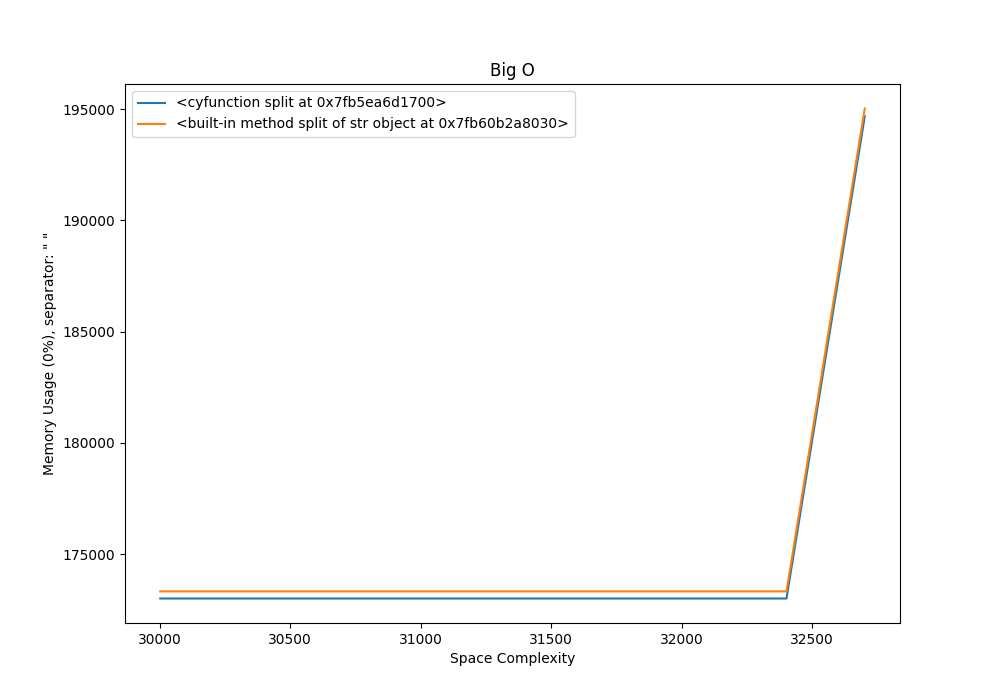 Big O
<cyfunction split at 0x7fb5ea6d1700>
<built-in method split of str object at 0x7fb60b2a8030>
195000
190000
185000
180000
175000
Memory Usage (0%), separator: " "
30000 30500 31000 31500 32000 32500
Space Complexity